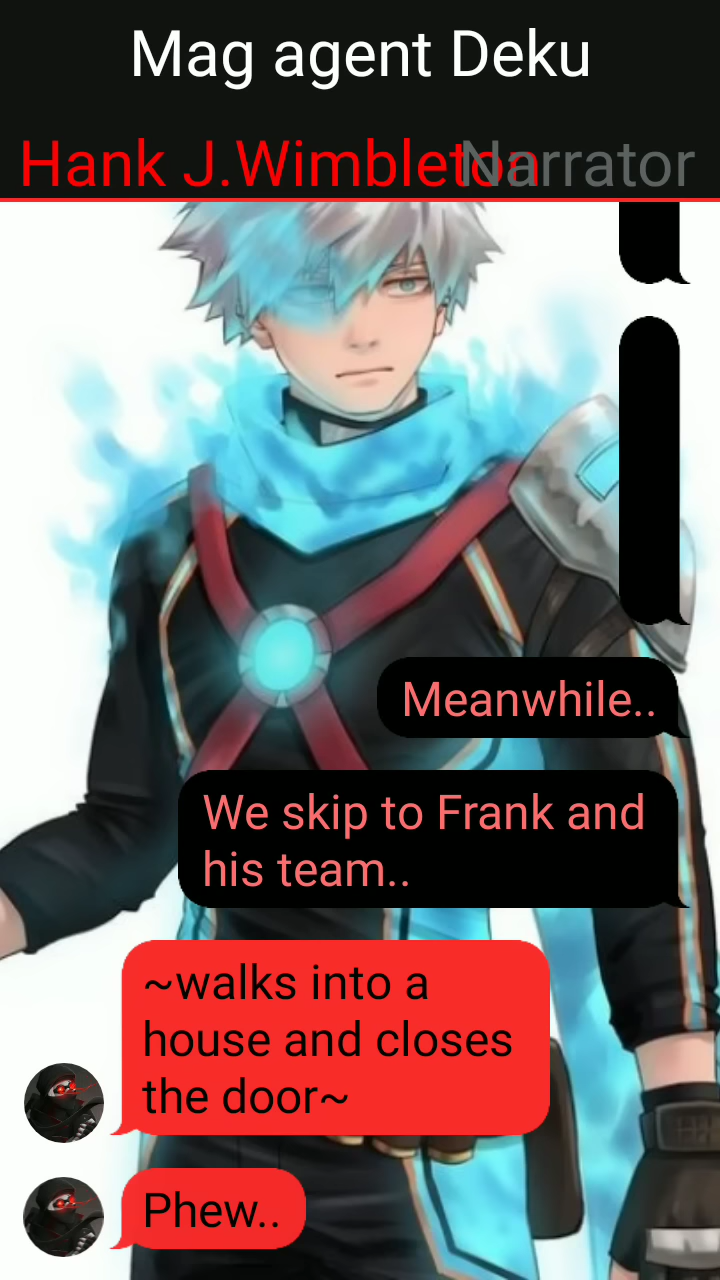 Mag agent Deku
Hank J.Wimbleton Narrator
Meanwhile..
We skip to Frank and
his team..
~walks into a
house and closes
the door~
Phew..